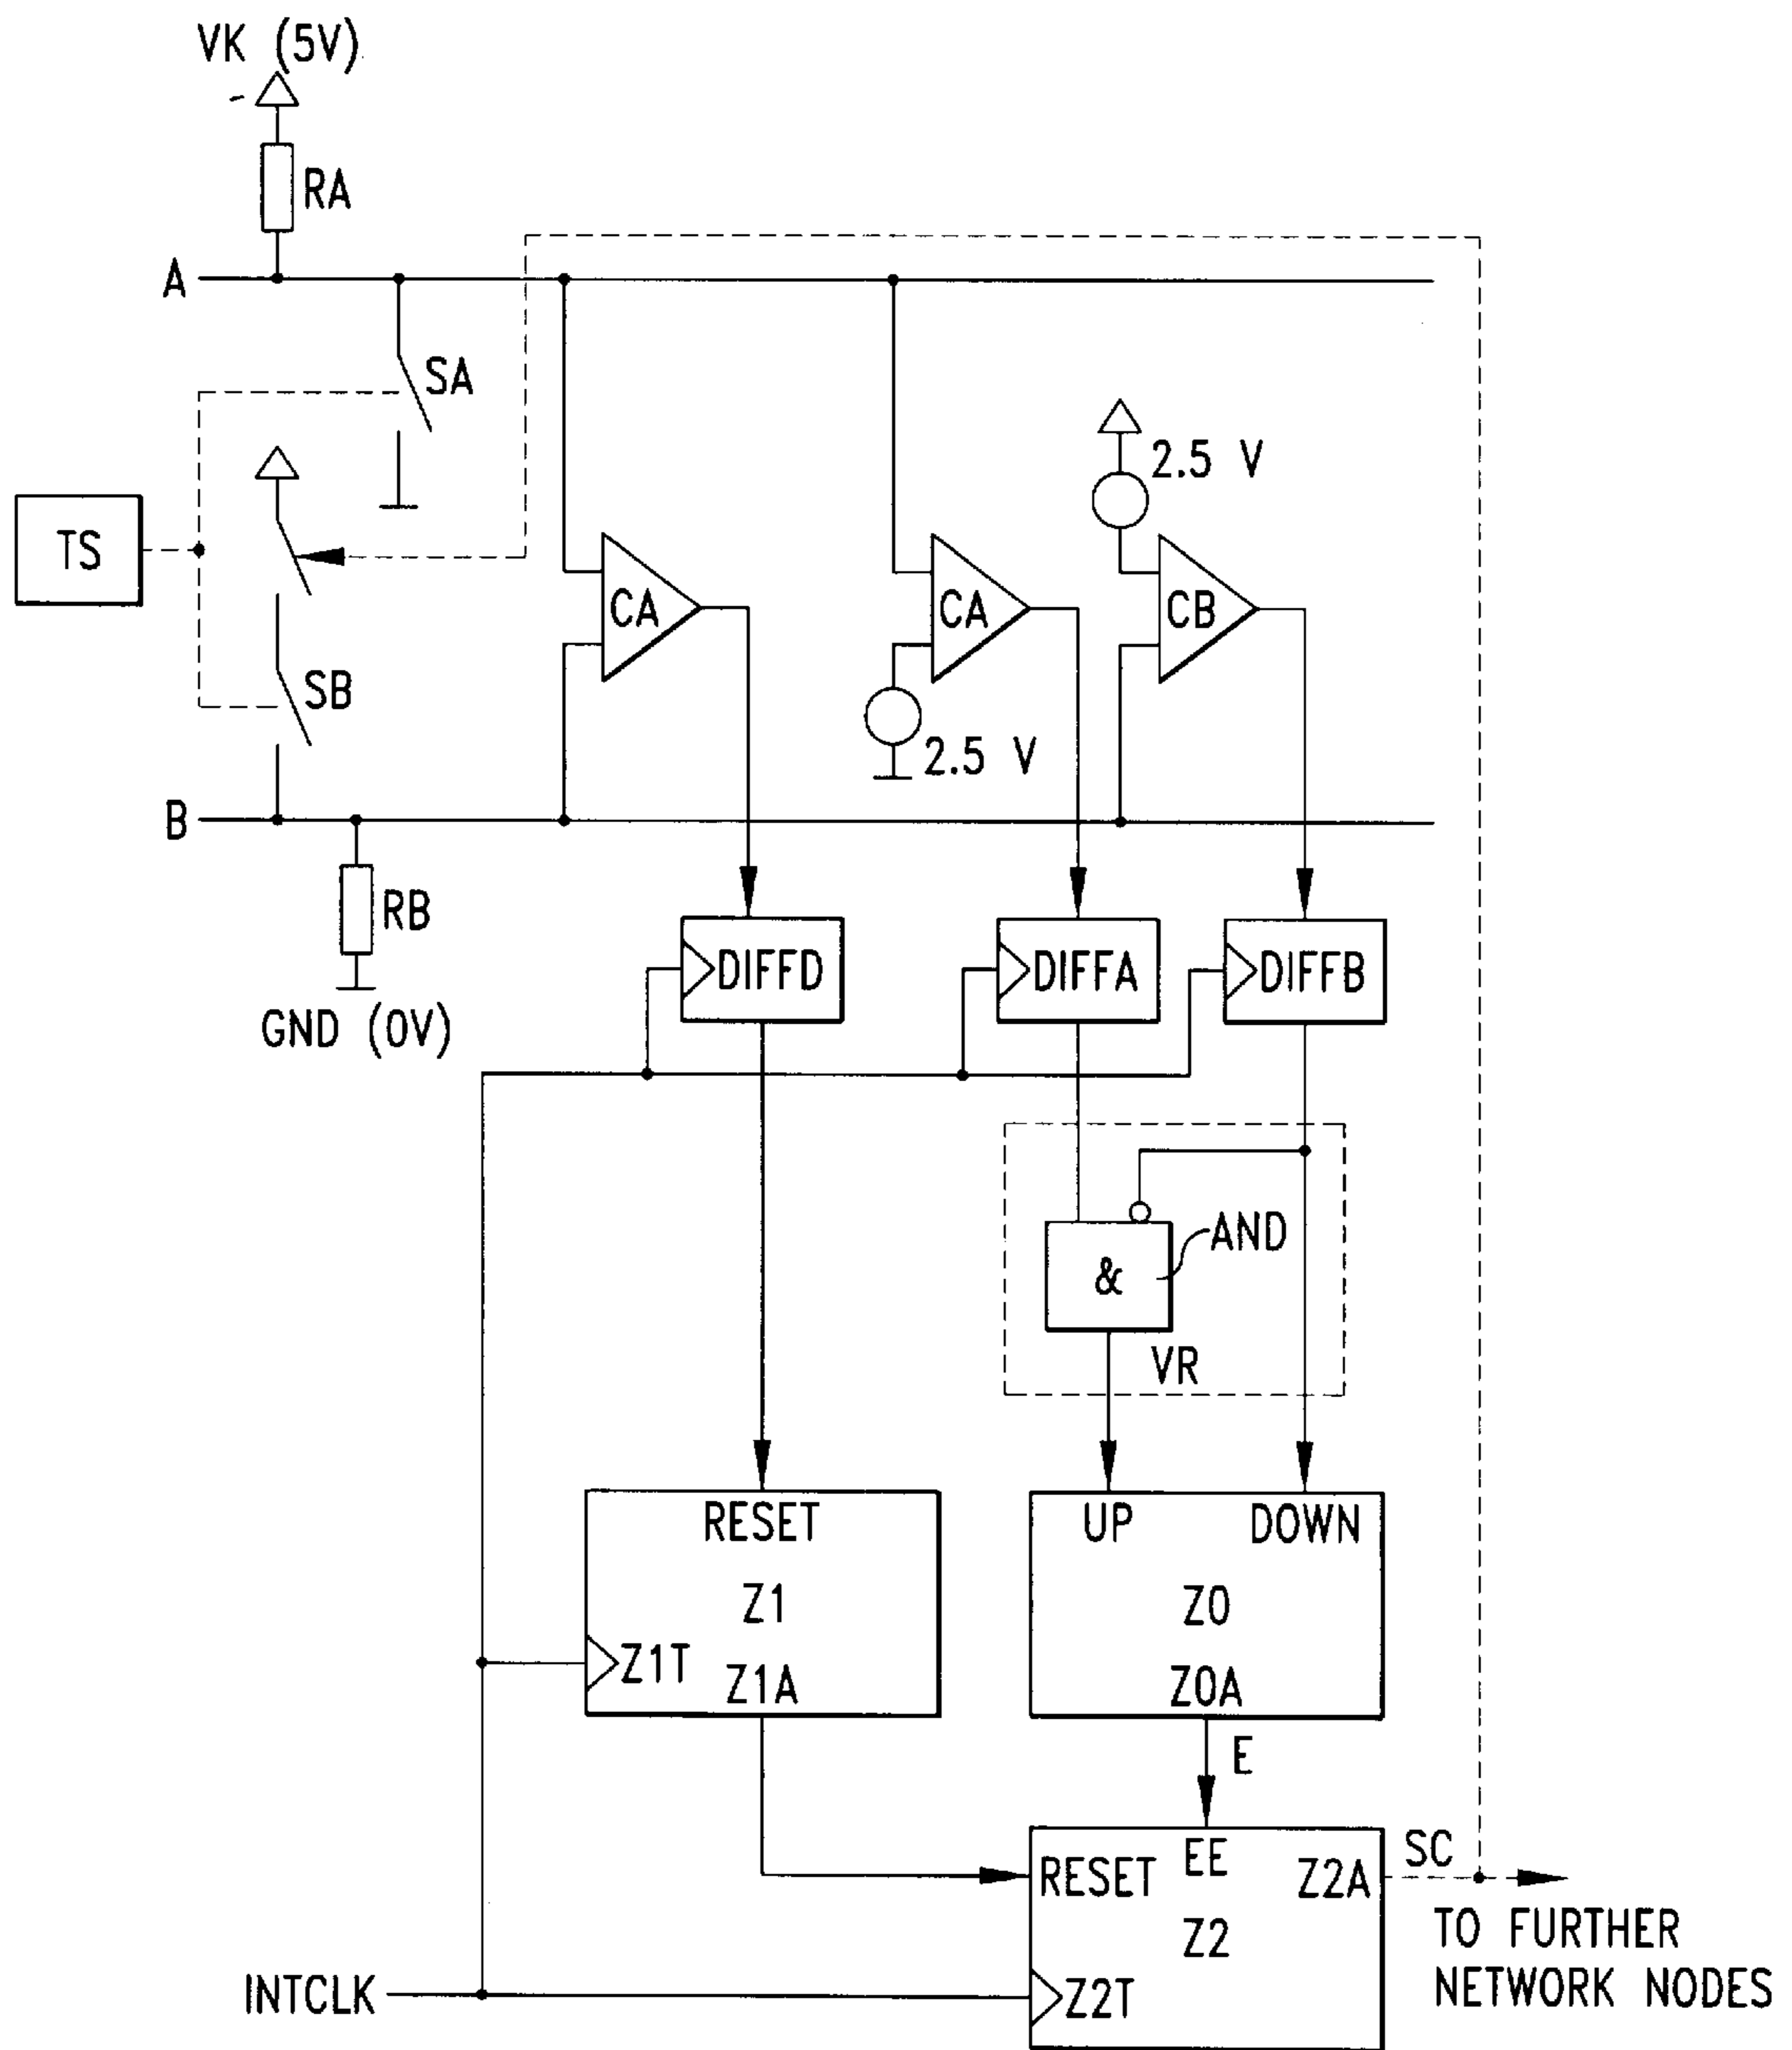 VK (5V)
RA
A
SA
2.5 V
TS
CA
CA
CB
SB
2.5 V
B
RB
DIFFD
DIFFA
DIFFB
GND (0V)
AND
&
VR
RESET
UP
DOWN
Z1
Z0
Z1T
Z1A
Z0A
E
SC
RESET
EE
Z2A
Z2
TO FURTHER
NETWORK NODES
INTCLK
Z2T